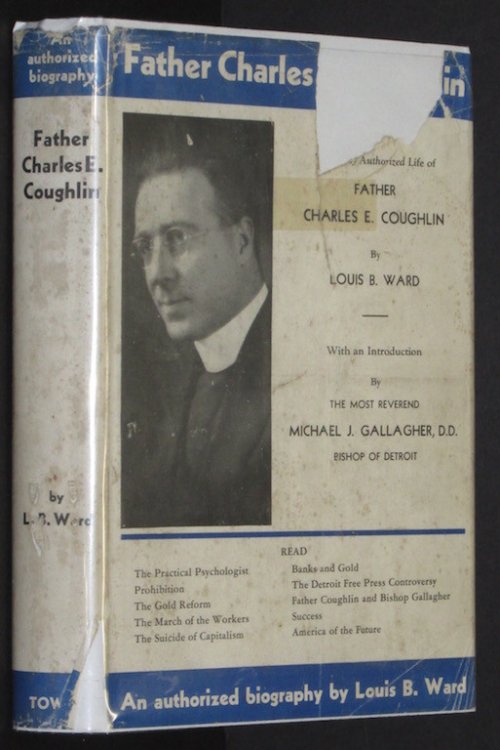 An
authorized
biography
Father
Charles E.
Coughlin
by
L. B. Ward
TOW
Father Charles in
Authorized Life of
FATHER
CHARLES E. COUGHLIN
By
LOUIS B. WARD
With an Introduction
By
THE MOST REVEREND
MICHAEL J. GALLAGHER, D.D.
BISHOP OF DETROIT
READ
The Practical Psychologist
Prohibition
The Gold Reform
The March of the Workers
The Suicide of Capitalism
Banks and Gold
The Detroit Free Press Controversy
Father Coughlin and Bishop Gallagher
Success
America of the Future
An authorized biography by Louis B. Ward